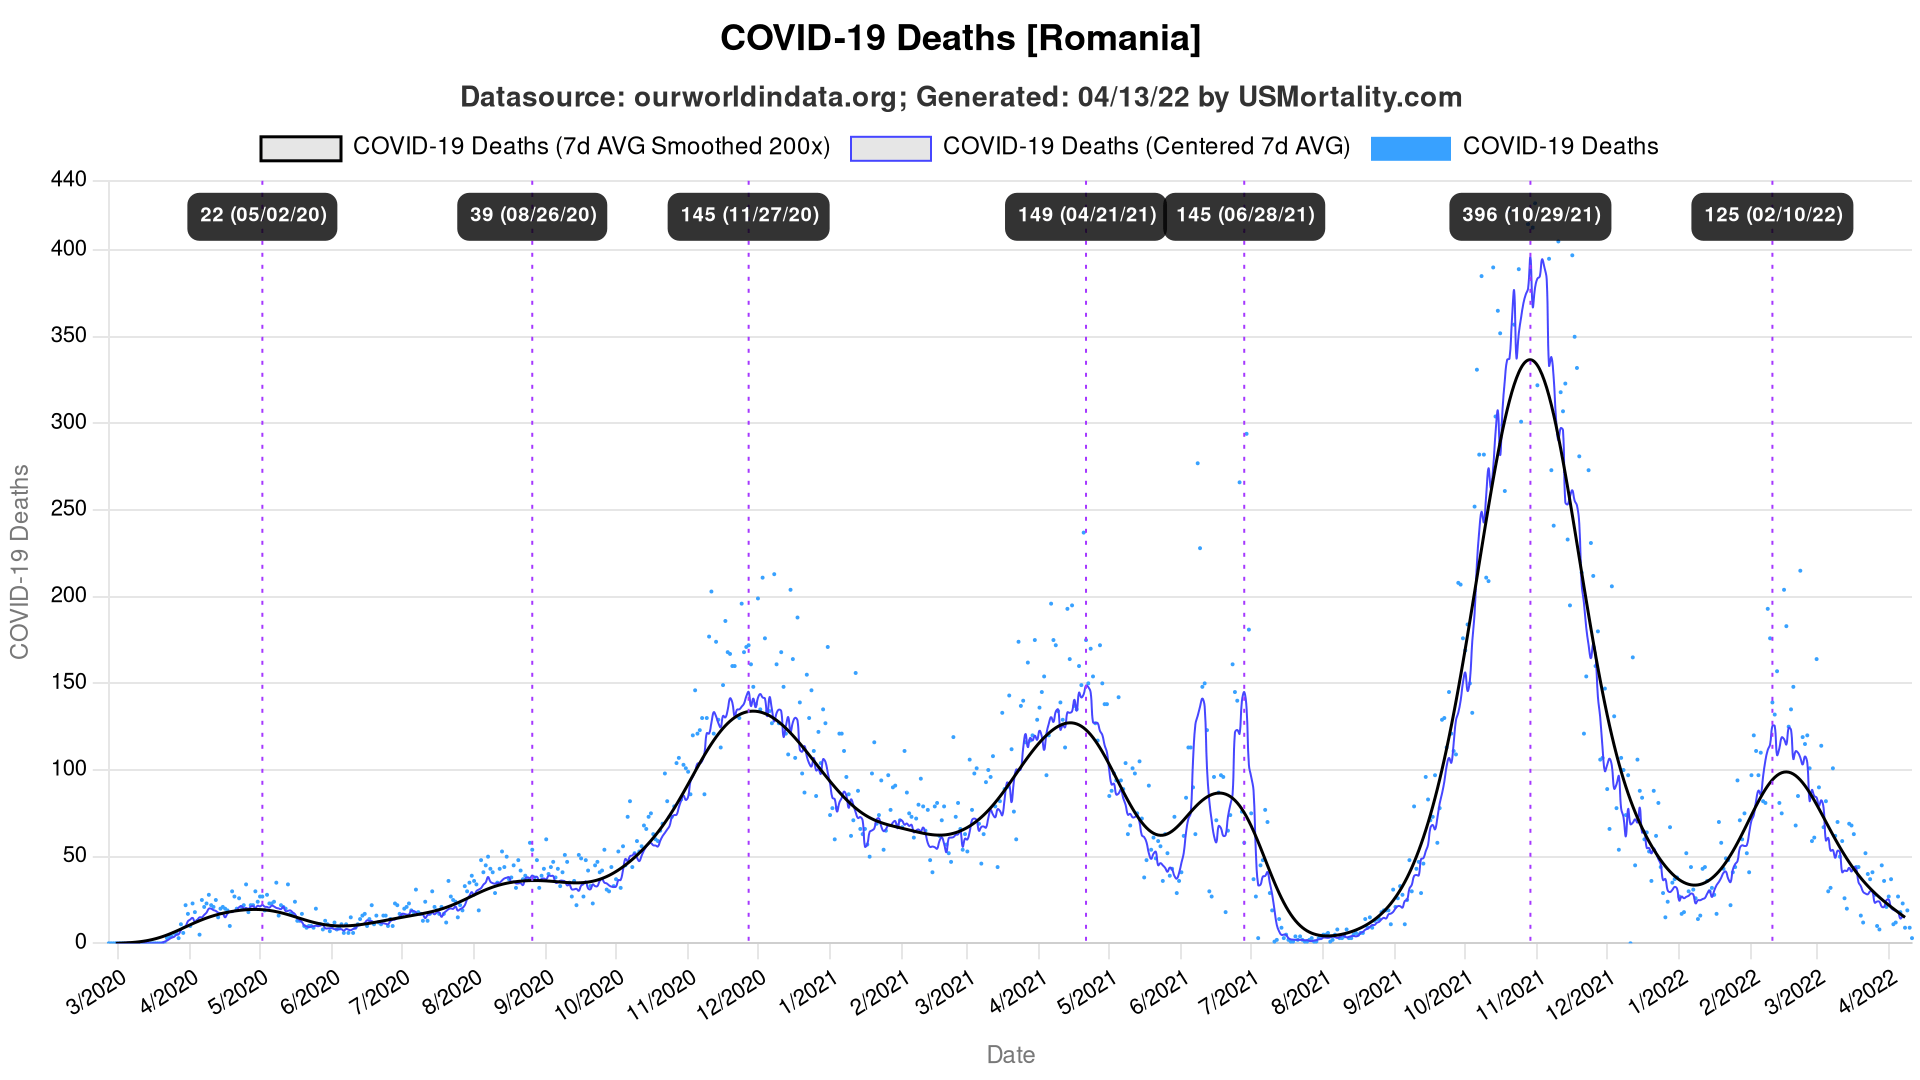 COVID-19 Deaths [Romania]
Datasource: ourworldindata.org; Generated: 04/13/22 by USMortality.com
COVID-19 Deaths (7d AVG Smoothed 200x) COVID-19 Deaths (Centered 7d AVG) COVID-19 Deaths
22 (05/02/20) 39 (08/26/20) 145 (11/27/20) 149 (04/21/21) 145 (06/28/21) 396 (10/29/21) 125 (02/10/22)
COVID-19 Deaths
440
400
350
300
250
200
150
100
50
0
3/2020 4/2020 5/2020 6/2020 7/2020 8/2020 9/2020 10/2020 11/2020 12/2020 1/2021 2/2021 3/2021 4/2021 5/2021 6/2021 7/2021 8/2021 9/2021 10/2021 11/2021 12/2021 1/2022 2/2022 3/2022 4/2022
Date